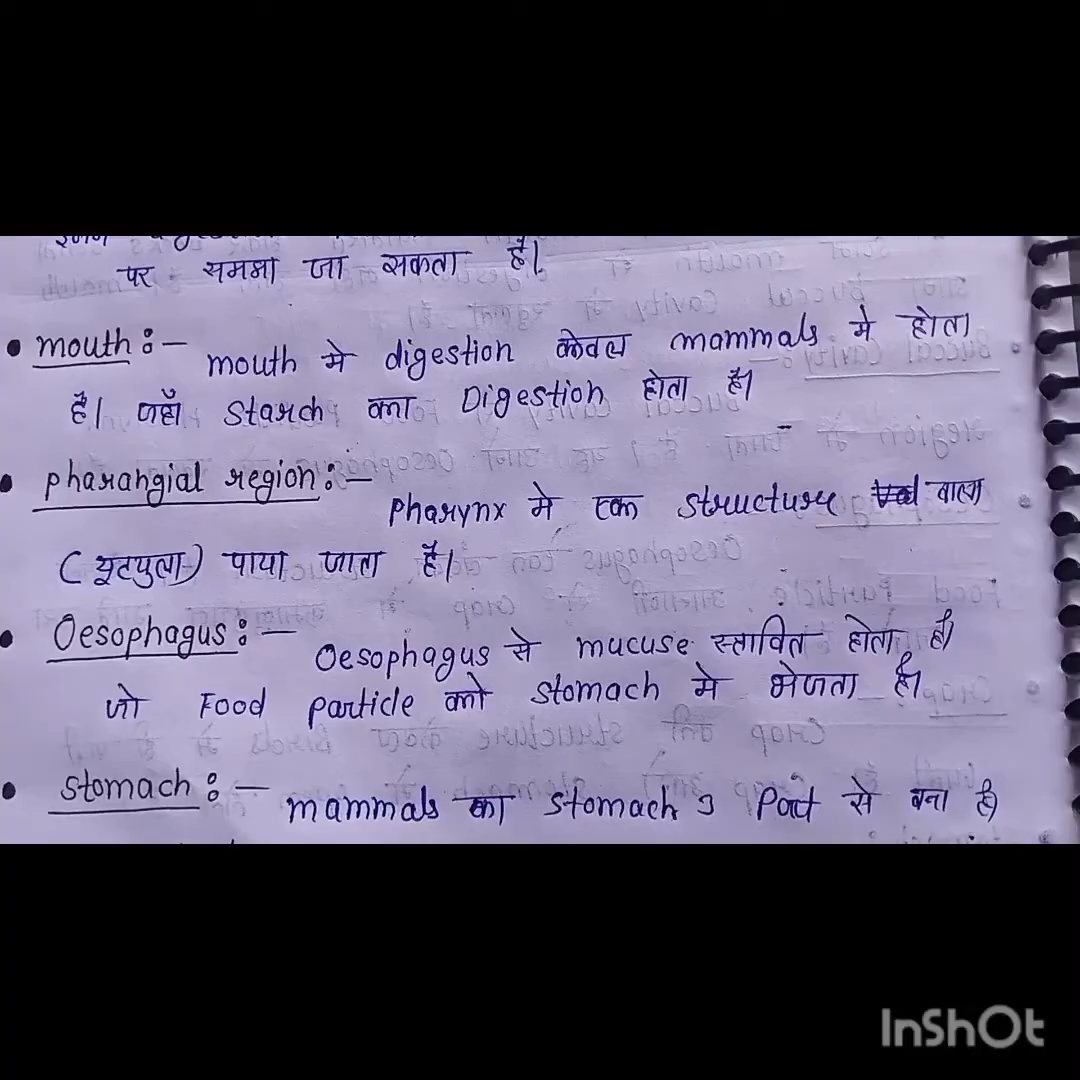 पर समझा जा सकता है।
• mouth :- mouth मे digestion केवल mammals मे होता
है। जहाँ starch का Digestion होता है।
• pharangial region :- pharynx मे एक structure वाल्व
(यूटपुला) पाया जाता है।
• Oesophagus :- Oesophagus से mucuse स्तावित होता है।
जो Food particle को stomach मे भेजता है।
• stomach :- mammals का stomach 3 Part से बना है।
InShOt